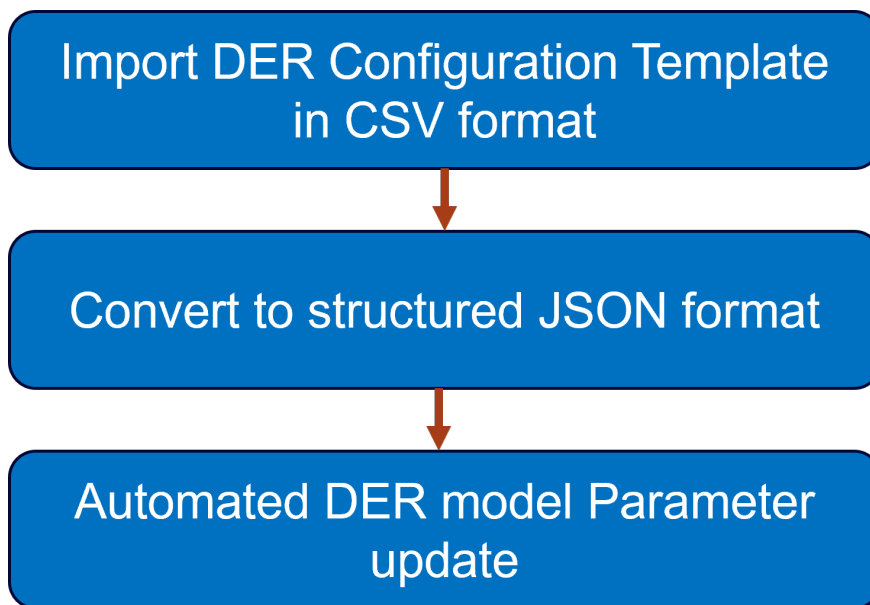 Import DER Configuration Template
in CSV format
Convert to structured JSON format
Automated DER model Parameter
update